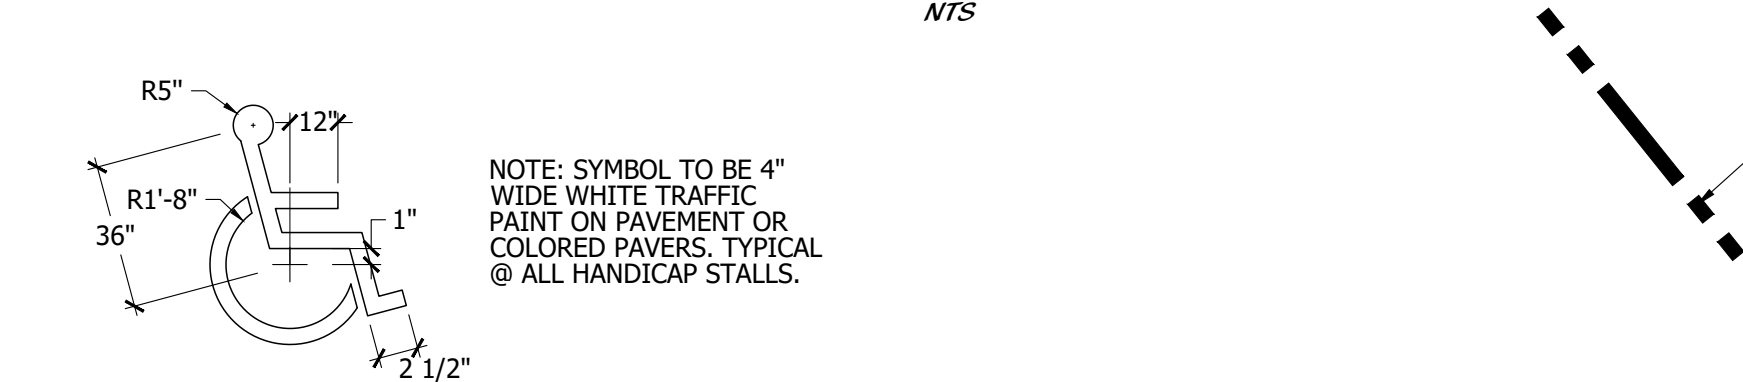 NTS
R5"
12"
NOTE: SYMBOL TO BE 4"
WIDE WHITE TRAFFIC
PAINT ON PAVEMENT OR
COLORED PAVERS. TYPICAL
@ ALL HANDICAP STALLS.
R1'-8"
1"
36"
2 1/2"